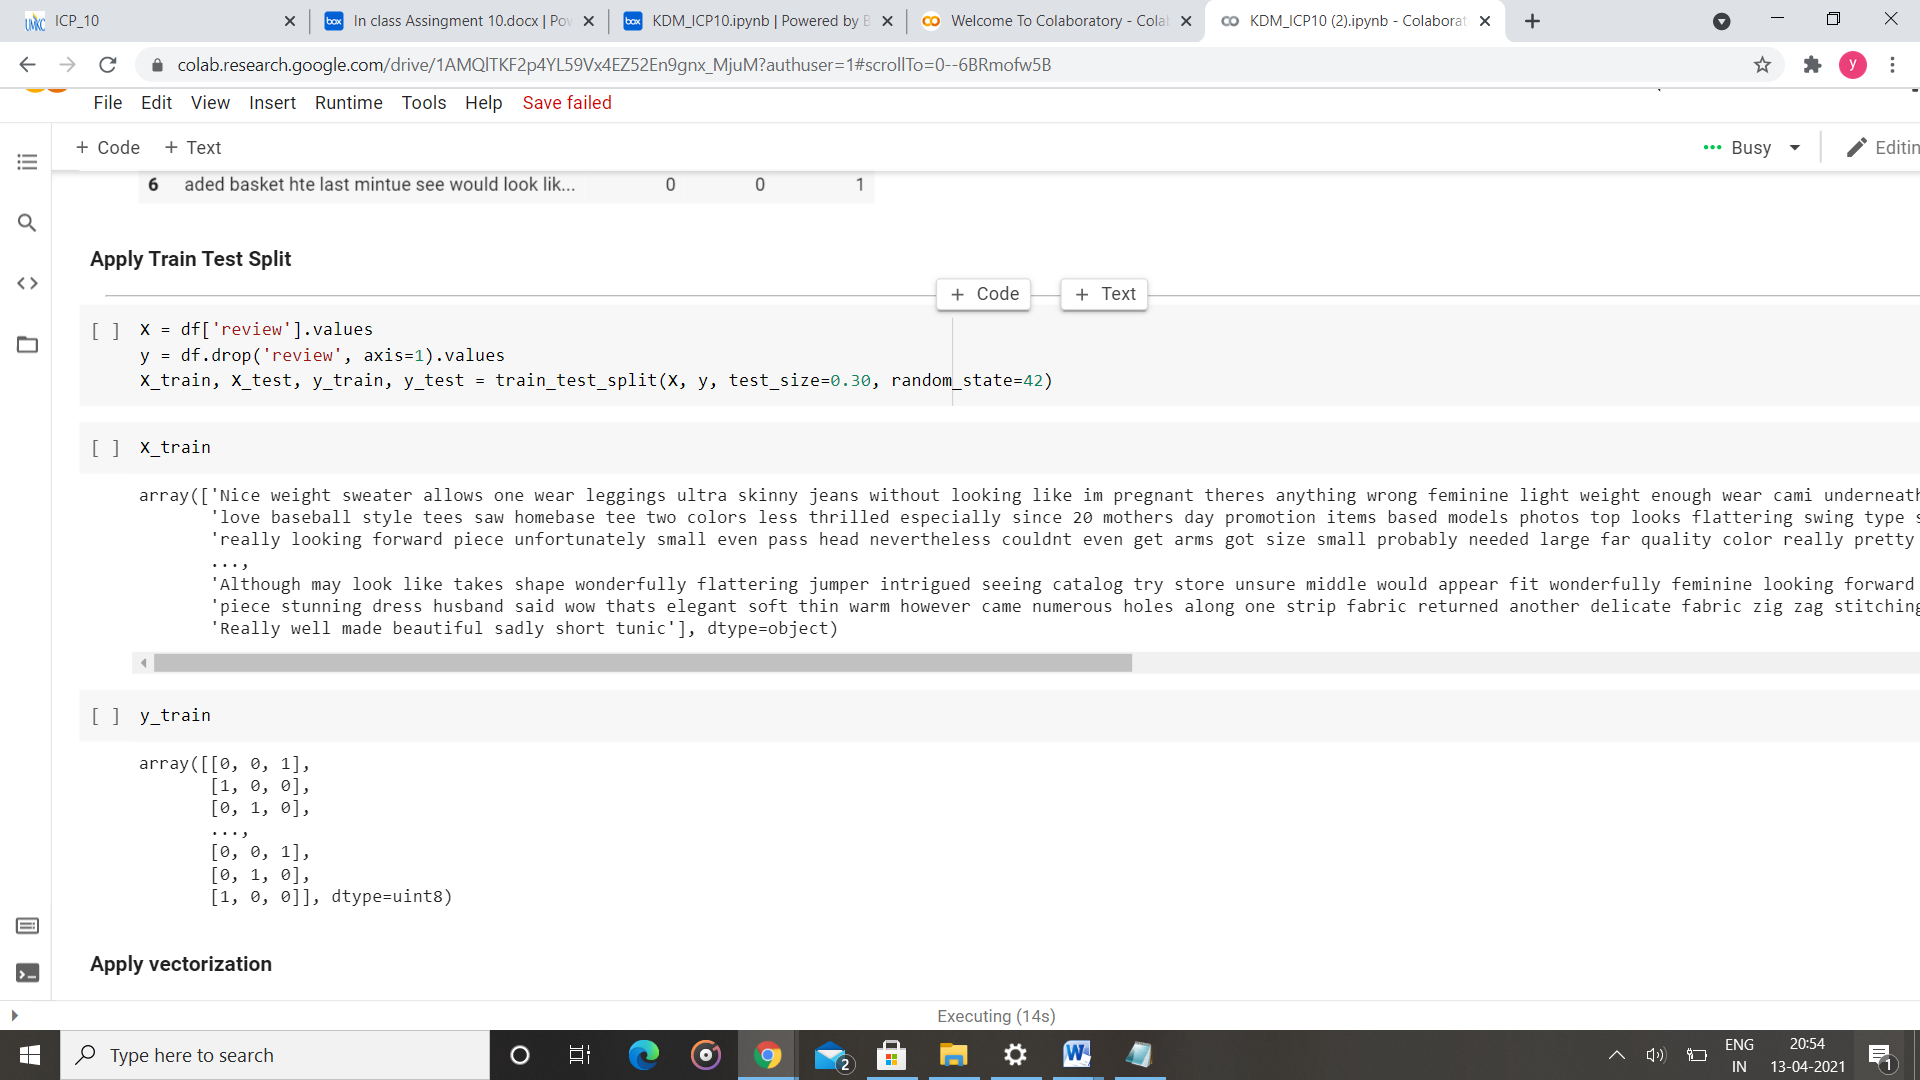 ICP_10
In class Assingment 10.docx | Pow
KDM_ICP10.ipynb | Powered by B
Welcome To Colaboratory - Cola
KDM_ICP10 (2).ipynb - Colaborat
colab.research.google.com/drive/1AMQlTKF2p4YL59Vx4EZ52En9gnx_MjuM?authuser=1#scrollTo=0--6BRmofw5B
y
File Edit View Insert Runtime Tools Help Save failed
+ Code + Text
Busy
Editin
6 aded basket hte last mintue see would look lik... 0 0 1
Apply Train Test Split
+ Code + Text
[ ] X = df['review'].values
y = df.drop('review', axis=1).values
X_train, X_test, y_train, y_test = train_test_split(X, y, test_size=0.30, random_state=42)
[ ] X_train
array(['Nice weight sweater allows one wear leggings ultra skinny jeans without looking like im pregnant theres anything wrong feminine light weight enough wear cami underneath
'love baseball style tees saw homebase tee two colors less thrilled especially since 20 mothers day promotion items based models photos top looks flattering swing type s
'really looking forward piece unfortunately small even pass head nevertheless couldnt even get arms got size small probably needed large far quality color really pretty
...,
'Although may look like takes shape wonderfully flattering jumper intrigued seeing catalog try store unsure middle would appear fit wonderfully feminine looking forward
'piece stunning dress husband said wow thats elegant soft thin warm however came numerous holes along one strip fabric returned another delicate fabric zig zag stitching
'Really well made beautiful sadly short tunic'], dtype=object)
[ ] y_train
array([[0, 0, 1],
[1, 0, 0],
[0, 1, 0],
...,
[0, 0, 1],
[0, 1, 0],
[1, 0, 0]], dtype=uint8)
Apply vectorization
Executing (14s)
Type here to search
2
ENG
IN
20:54
13-04-2021
1